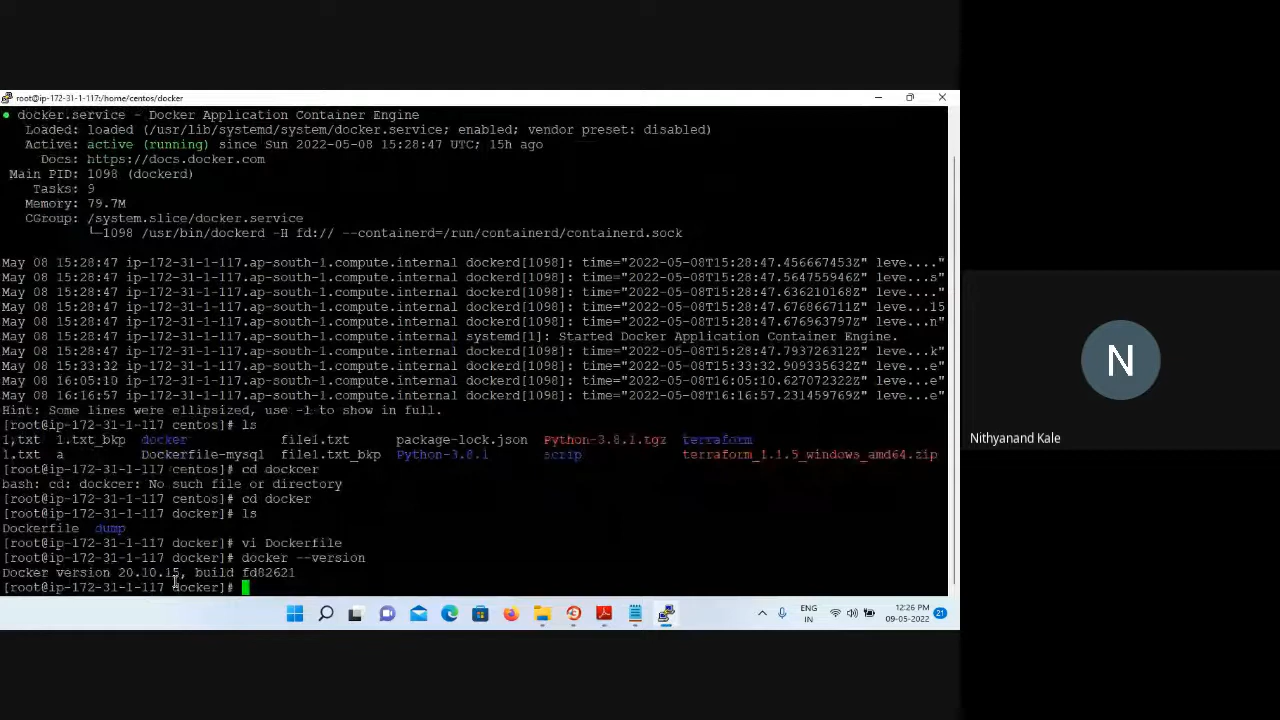 root@ip-172-31-1-117:/home/centos/docker
● docker.service - Docker Application Container Engine
Loaded: loaded (/usr/lib/systemd/system/docker.service; enabled; vendor preset: disabled)
Active: active (running) since Sun 2022-05-08 15:28:47 UTC; 15h ago
Docs: https://docs.docker.com
Main PID: 1098 (dockerd)
Tasks: 9
Memory: 79.7M
CGroup: /system.slice/docker.service
└─1098 /usr/bin/dockerd -H fd:// --containerd=/run/containerd/containerd.sock
May 08 15:28:47 ip-172-31-1-117.ap-south-1.compute.internal dockerd[1098]: time="2022-05-08T15:28:47.456667453Z" leve...."
May 08 15:28:47 ip-172-31-1-117.ap-south-1.compute.internal dockerd[1098]: time="2022-05-08T15:28:47.564755946Z" leve...s"
May 08 15:28:47 ip-172-31-1-117.ap-south-1.compute.internal dockerd[1098]: time="2022-05-08T15:28:47.636210168Z" leve...."
May 08 15:28:47 ip-172-31-1-117.ap-south-1.compute.internal dockerd[1098]: time="2022-05-08T15:28:47.676969797Z" leve...15
May 08 15:28:47 ip-172-31-1-117.ap-south-1.compute.internal dockerd[1098]: time="2022-05-08T15:28:47.679463797Z" leve...n"
May 08 15:28:47 ip-172-31-1-117.ap-south-1.compute.internal systemd[1]: Started Docker Application Container Engine.
May 08 15:28:47 ip-172-31-1-117.ap-south-1.compute.internal dockerd[1098]: time="2022-05-08T15:28:47.793726312Z" leve...k"
May 08 15:33:32 ip-172-31-1-117.ap-south-1.compute.internal dockerd[1098]: time="2022-05-08T15:33:32.909335632Z" leve...e"
May 08 16:05:10 ip-172-31-1-117.ap-south-1.compute.internal dockerd[1098]: time="2022-05-08T16:05:10.627072322Z" leve...e"
May 08 16:16:57 ip-172-31-1-117.ap-south-1.compute.internal dockerd[1098]: time="2022-05-08T16:16:57.231459769Z" leve...e"
Hint: Some lines were ellipsized, use -l to show in full.
[root@ip-172-31-1-117 centos]# ls
1,txt 1.txt_bkp docker file1.txt package-lock.json Python-3.8.1.tgz terraform
1.txt a Dockerfile-mysql file1.txt_bkp Python-3.8.1 scrip terraform_1.1.5_windows_amd64.zip
[root@ip-172-31-1-117 centos]# cd dockcer
bash: cd: dockcer: No such file or directory
[root@ip-172-31-1-117 centos]# cd docker
[root@ip-172-31-1-117 docker]# ls
Dockerfile dump
[root@ip-172-31-1-117 docker]# vi Dockerfile
[root@ip-172-31-1-117 docker]# docker --version
Docker version 20.10.15, build fd82621
[root@ip-172-31-1-117 docker]#
N
Nithyanand Kale
ENG
IN
12:26 PM
09-05-2022
21